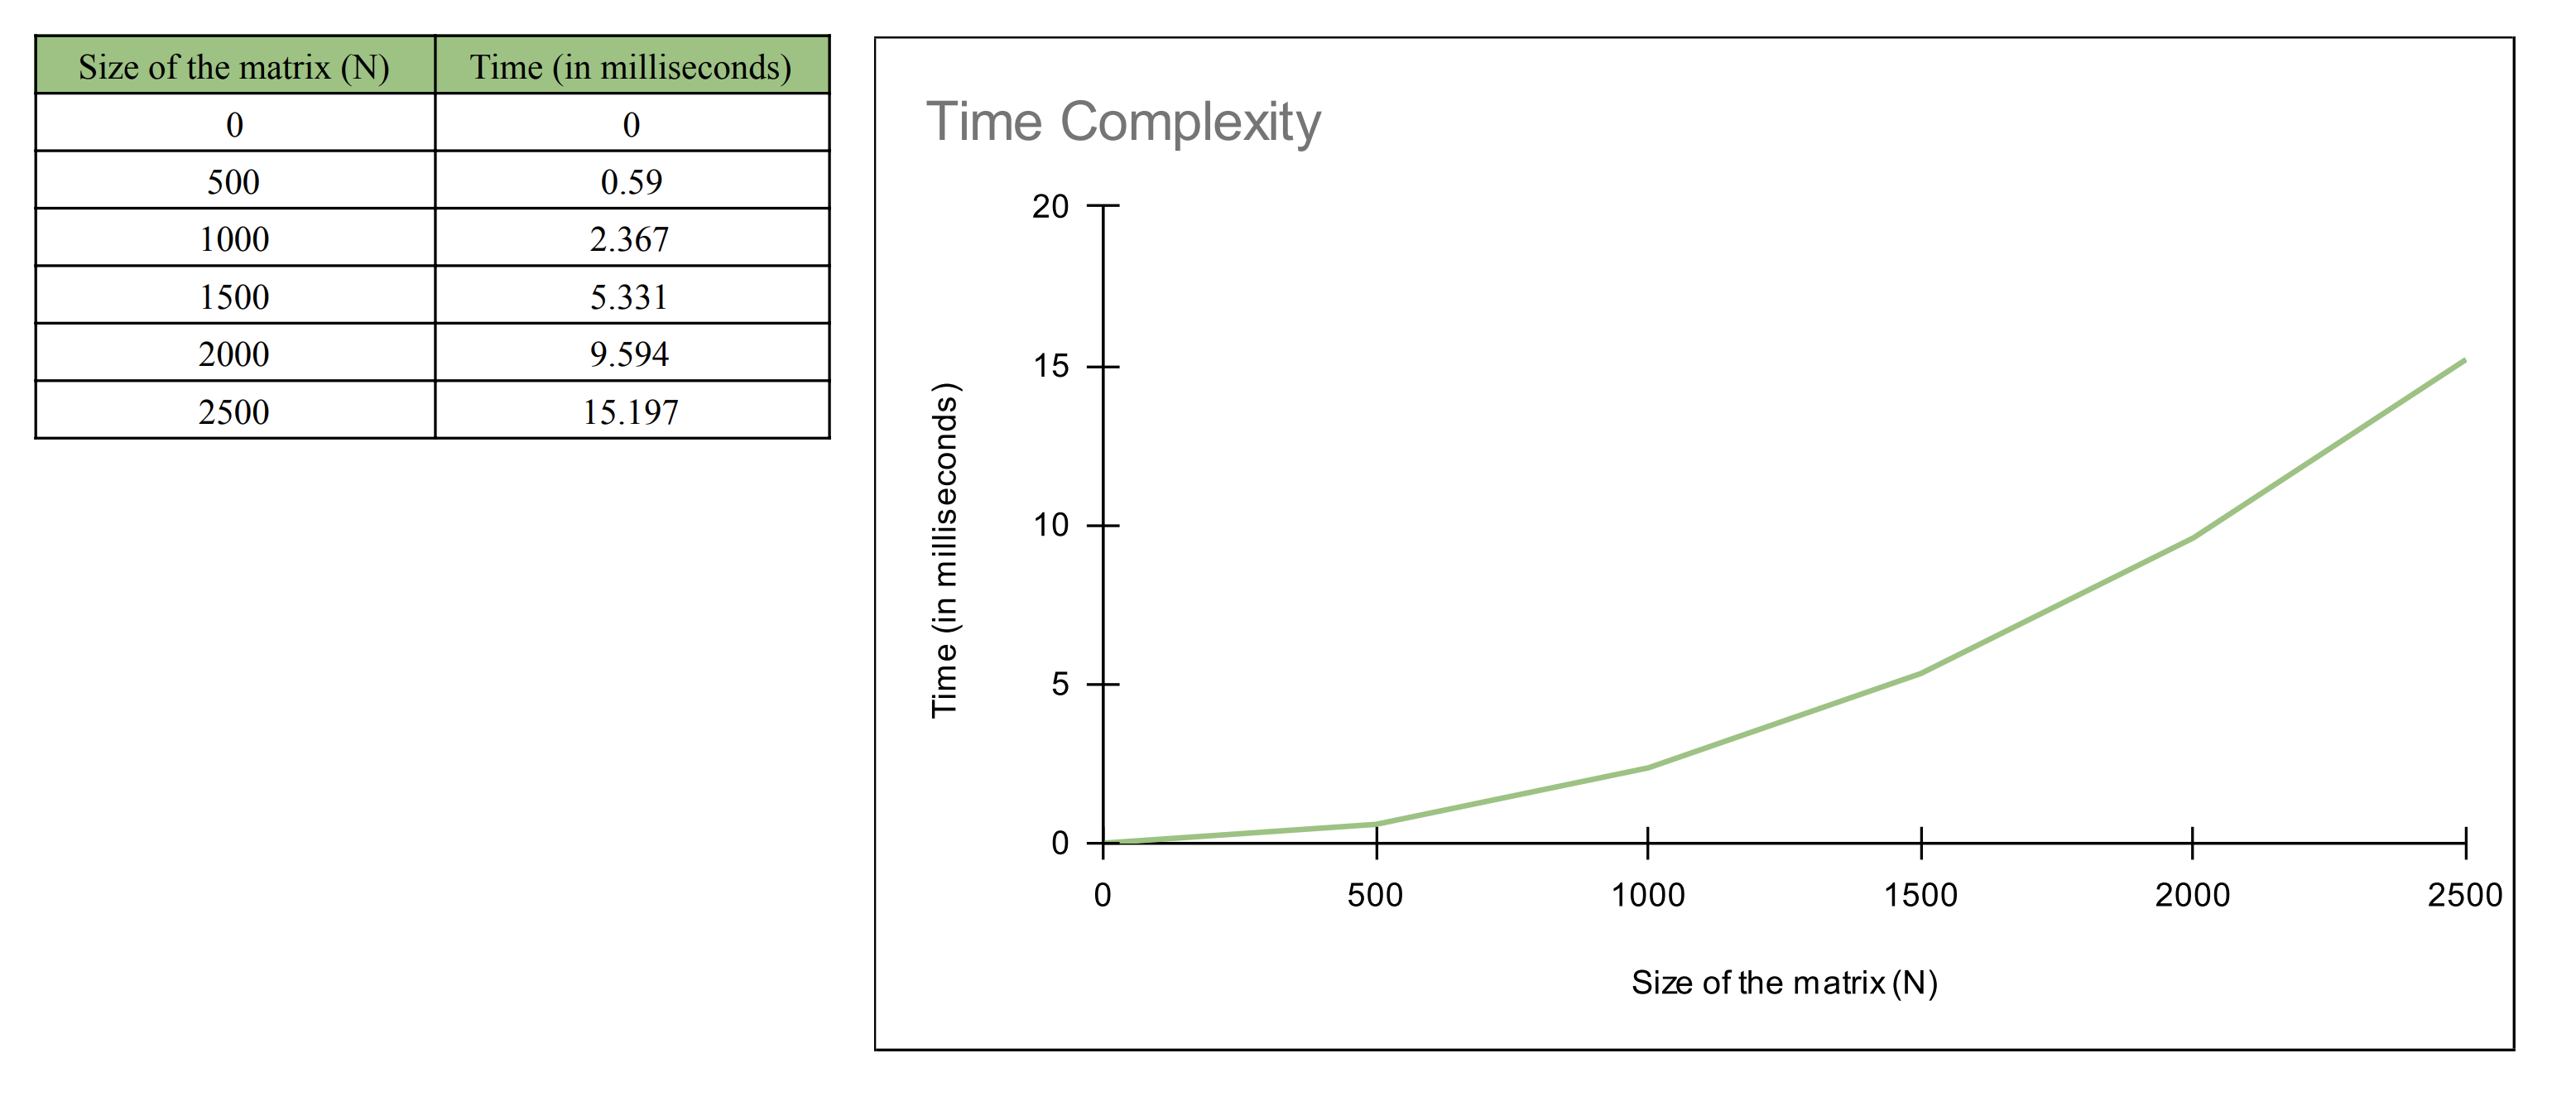 Size of the matrix (N) Time (in milliseconds)
0 0
500 0.59
1000 2.367
1500 5.331
2000 9.594
2500 15.197
Time Complexity
20
15
10
5
0
Time (in milliseconds)
0 500 1000 1500 2000 2500
Size of the matrix (N)